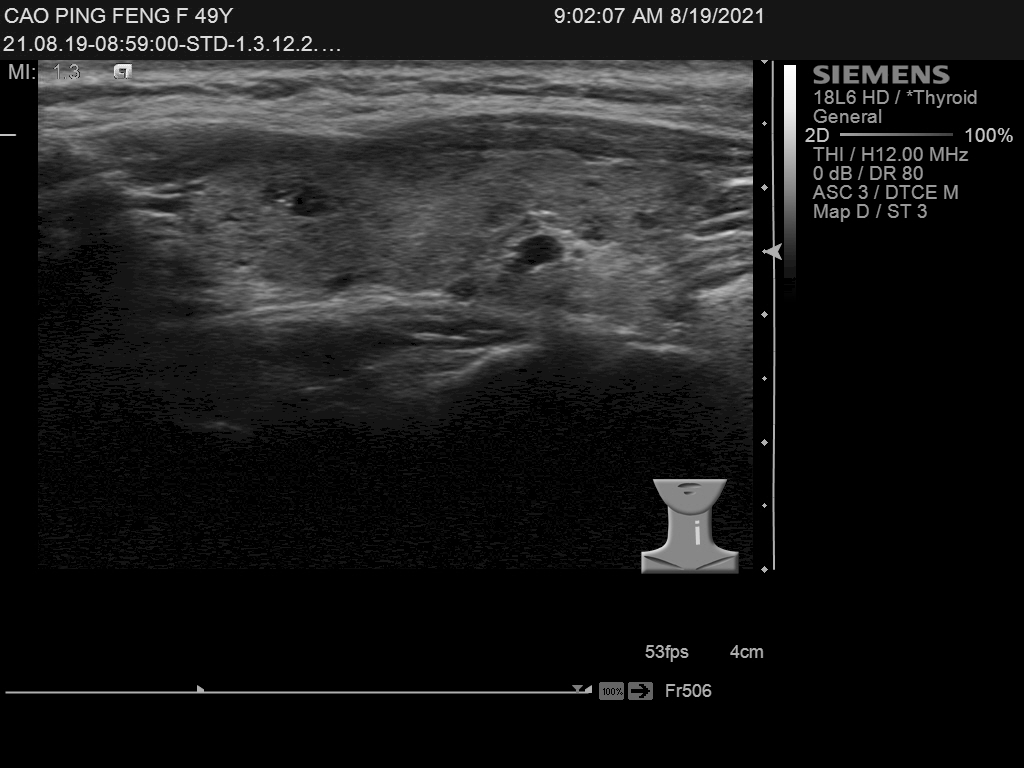 CAO PING FENG F 49Y
9:02:07 AM 8/19/2021
21.08.19-08:59:00-STD-1.3.12.2....
MI: 1.3
SIEMENS
18L6 HD / *Thyroid
General
2D 100%
THI / H12.00 MHz
0 dB / DR 80
ASC 3 / DTCE M
Map D / ST 3
53fps 4cm
100% Fr506